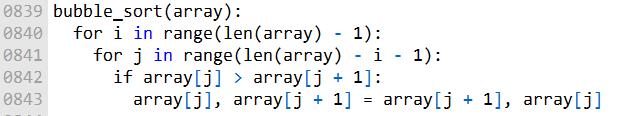 0839 bubble_sort(array):
0840   for i in range(len(array) - 1):
0841     for j in range(len(array) - i - 1):
0842       if array[j] > array[j + 1]:
0843         array[j], array[j + 1] = array[j + 1], array[j]